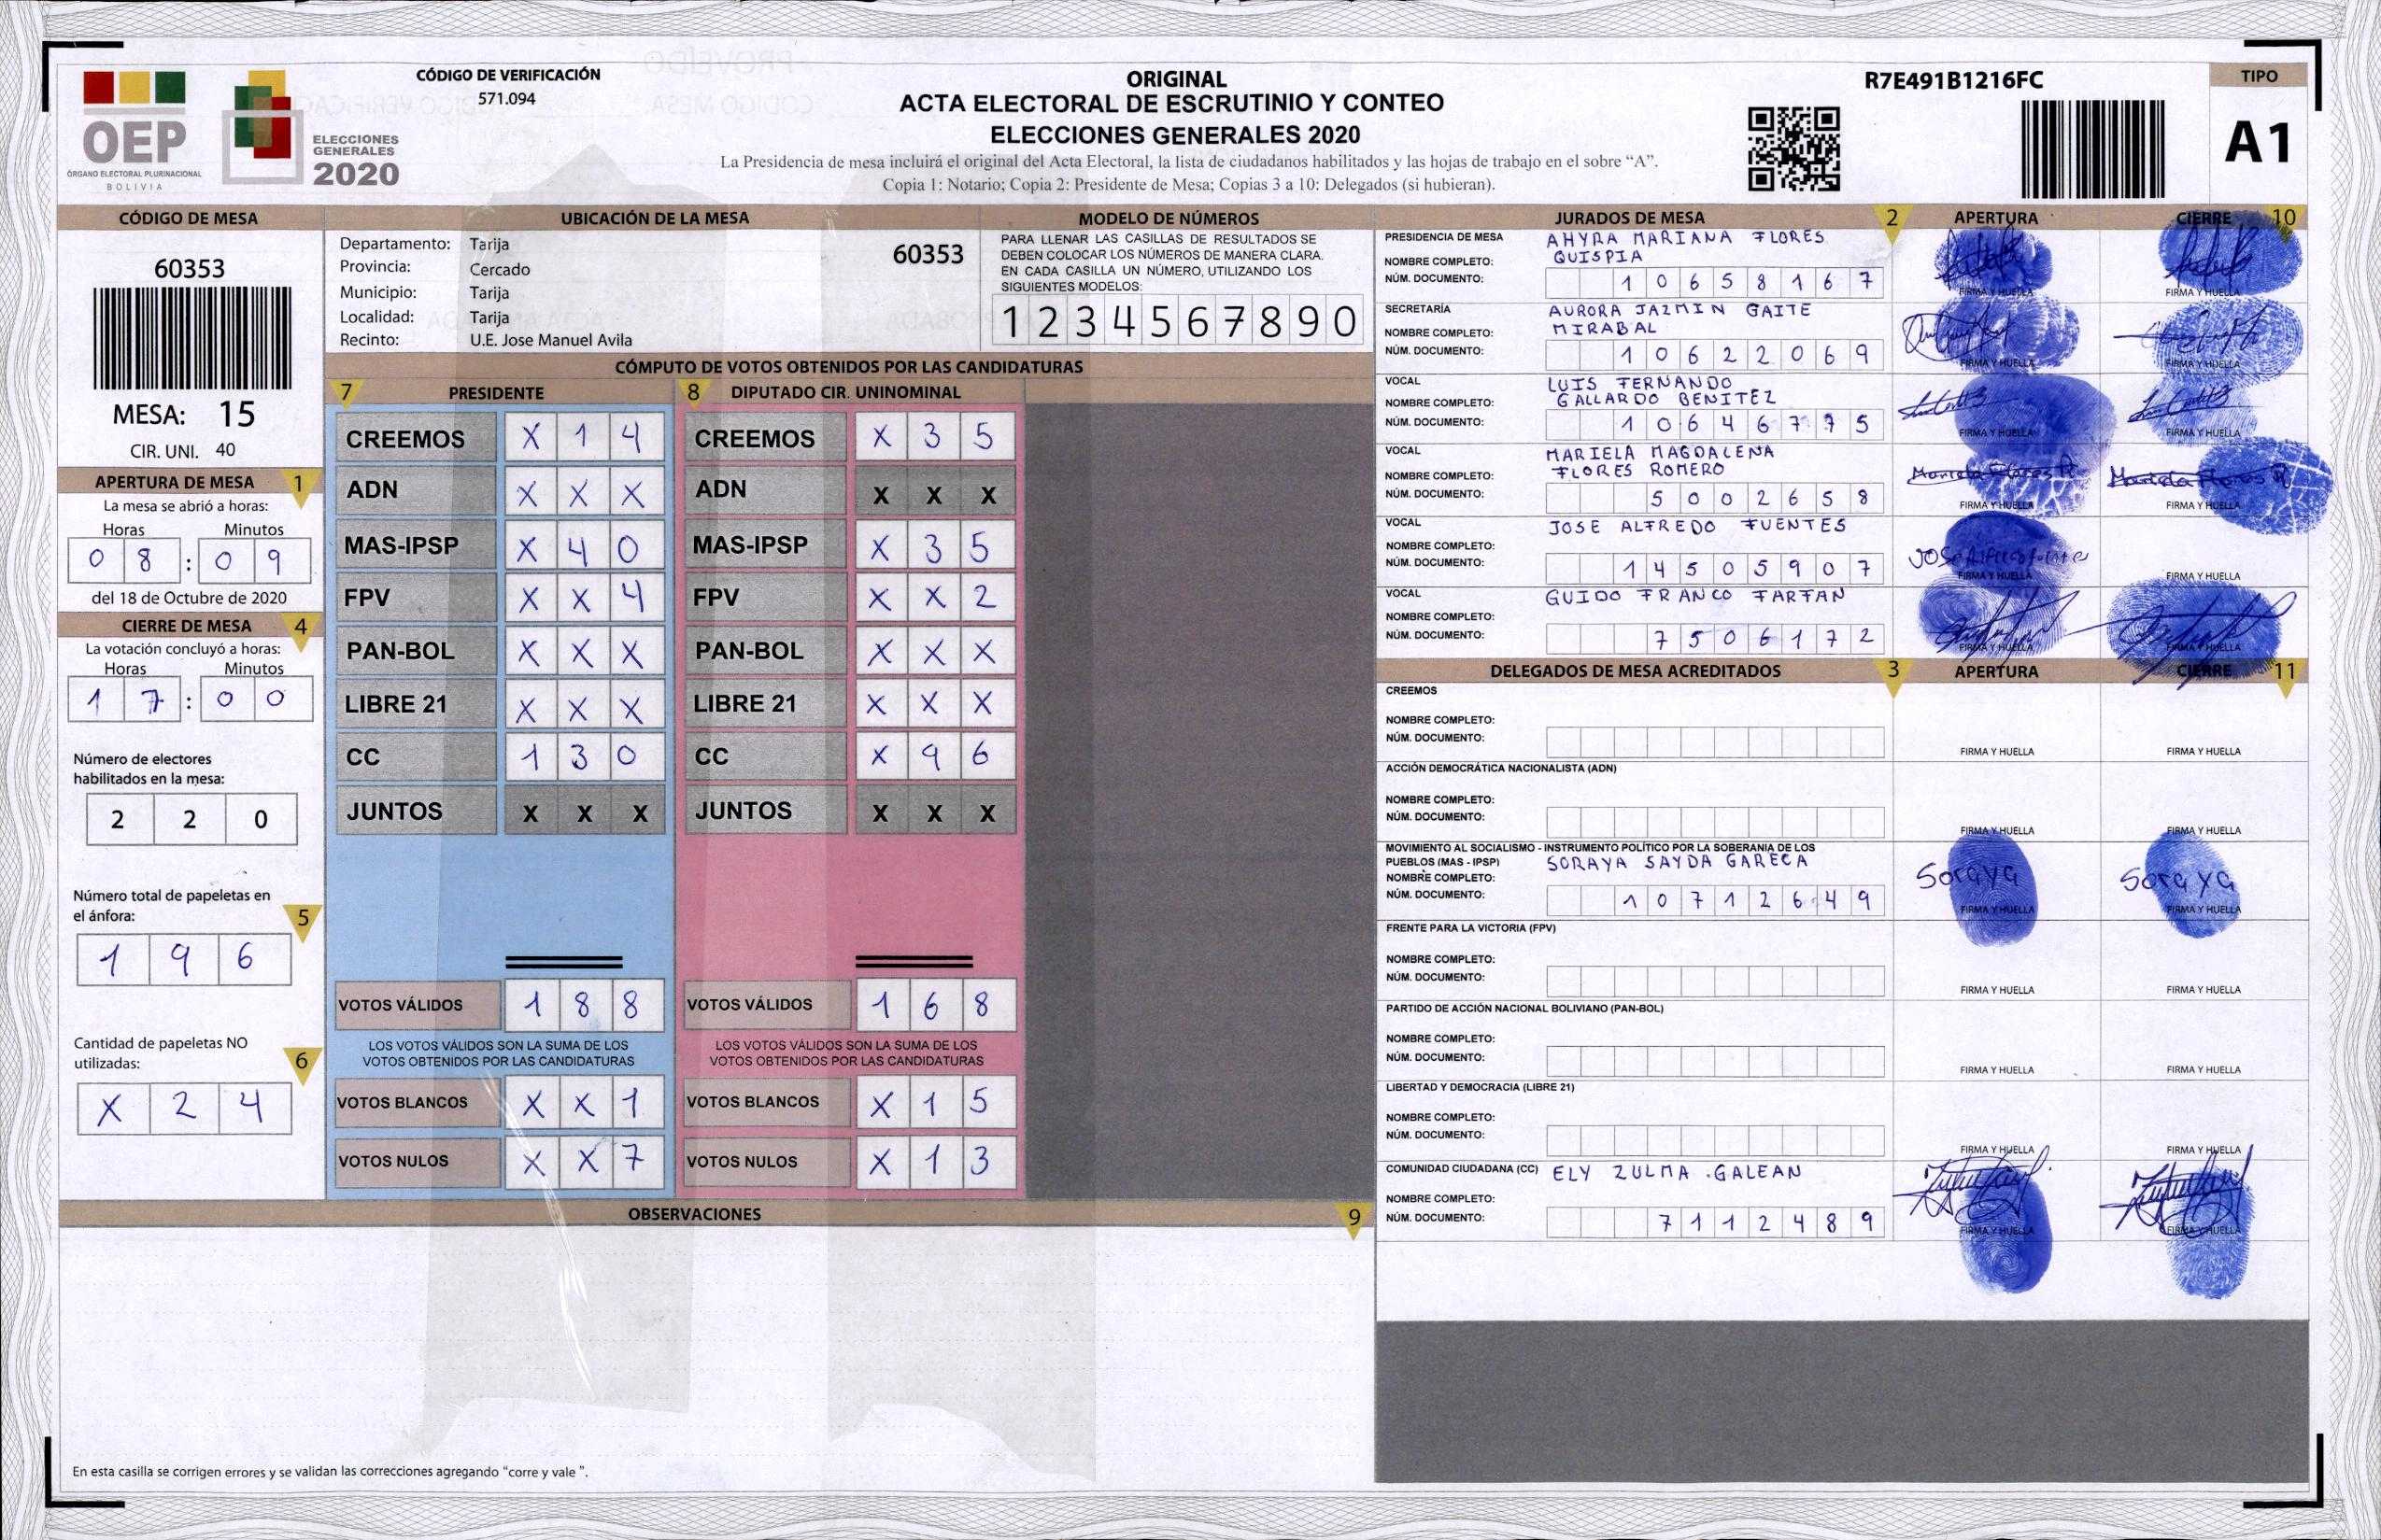 CÓDIGO DE VERIFICACIÓN
571.094
OEP
ÓRGANO ELECTORAL PLURINACIONAL
BOLIVIA
ELECCIONES
GENERALES
2020
ORIGINAL
ACTA ELECTORAL DE ESCRUTINIO Y CONTEO
ELECCIONES GENERALES 2020
La Presidencia de mesa incluirá el original del Acta Electoral, la lista de ciudadanos habilitados y las hojas de trabajo en el sobre “A”.
Copia 1: Notario; Copia 2: Presidente de Mesa; Copias 3 a 10: Delegados (si hubieran).
R7E491B1216FC
TIPO
A1
CÓDIGO DE MESA
60353
MESA: 15
CIR. UNI. 40
APERTURA DE MESA 1
La mesa se abrió a horas:
Horas Minutos
0 8 : 0 9
del 18 de Octubre de 2020
CIERRE DE MESA 4
La votación concluyó a horas:
Horas Minutos
1 7 : 0 0
Número de electores
habilitados en la mesa:
2 2 0
Número total de papeletas en
el ánfora: 5
1 9 6
Cantidad de papeletas NO
utilizadas: 6
X 2 4
UBICACIÓN DE LA MESA
Departamento: Tarija
60353
Provincia: Cercado
Municipio: Tarija
Localidad: Tarija
Recinto: U.E. Jose Manuel Avila
MODELO DE NÚMEROS
PARA LLENAR LAS CASILLAS DE RESULTADOS SE
DEBEN COLOCAR LOS NÚMEROS DE MANERA CLARA.
EN CADA CASILLA UN NÚMERO, UTILIZANDO LOS
SIGUIENTES MODELOS:
1 2 3 4 5 6 7 8 9 0
CÓMPUTO DE VOTOS OBTENIDOS POR LAS CANDIDATURAS
7 PRESIDENTE
CREEMOS X 1 4
ADN X X X
MAS-IPSP X 4 0
FPV X X 4
PAN-BOL X X X
LIBRE 21 X X X
CC 1 3 0
JUNTOS X X X
VOTOS VÁLIDOS 1 8 8
LOS VOTOS VÁLIDOS SON LA SUMA DE LOS
VOTOS OBTENIDOS POR LAS CANDIDATURAS
VOTOS BLANCOS X X 1
VOTOS NULOS X X 7
8 DIPUTADO CIR. UNINOMINAL
CREEMOS X 3 5
ADN X X X
MAS-IPSP X 3 5
FPV X X 2
PAN-BOL X X X
LIBRE 21 X X X
CC X 9 6
JUNTOS X X X
VOTOS VÁLIDOS 1 6 8
LOS VOTOS VÁLIDOS SON LA SUMA DE LOS
VOTOS OBTENIDOS POR LAS CANDIDATURAS
VOTOS BLANCOS X 1 5
VOTOS NULOS X 1 3
OBSERVACIONES 9
En esta casilla se corrigen errores y se validan las correcciones agregando “corre y vale ”.
JURADOS DE MESA 2 APERTURA CIERRE 10
PRESIDENCIA DE MESA AHYRA MARIANA FLORES
NOMBRE COMPLETO: QUISPIA
NÚM. DOCUMENTO: 1 0 6 5 8 1 6 7
FIRMA Y HUELLA FIRMA Y HUELLA
SECRETARÍA AURORA JAZMIN GAITE
NOMBRE COMPLETO: MIRABAL
NÚM. DOCUMENTO: 1 0 6 2 2 0 6 9
FIRMA Y HUELLA FIRMA Y HUELLA
VOCAL LUIS FERNANDO
NOMBRE COMPLETO: GALLARDO BENITEZ
NÚM. DOCUMENTO: 1 0 6 4 6 7 7 5
FIRMA Y HUELLA FIRMA Y HUELLA
VOCAL MARIELA MAGDALENA
NOMBRE COMPLETO: FLORES ROMERO
Mariela Flores R Mariela Flores R
NÚM. DOCUMENTO: 5 0 0 2 6 5 8
FIRMA Y HUELLA FIRMA Y HUELLA
VOCAL JOSE ALFREDO FUENTES
NOMBRE COMPLETO:
NÚM. DOCUMENTO: 1 4 5 0 5 9 0 7
FIRMA Y HUELLA FIRMA Y HUELLA
VOCAL GUIDO FRANCO FARFAN
NOMBRE COMPLETO:
NÚM. DOCUMENTO: 7 5 0 6 1 7 2
FIRMA Y HUELLA FIRMA Y HUELLA
DELEGADOS DE MESA ACREDITADOS 3 APERTURA CIERRE 11
CREEMOS
NOMBRE COMPLETO:
NÚM. DOCUMENTO:
FIRMA Y HUELLA FIRMA Y HUELLA
ACCIÓN DEMOCRÁTICA NACIONALISTA (ADN)
NOMBRE COMPLETO:
NÚM. DOCUMENTO:
FIRMA Y HUELLA FIRMA Y HUELLA
MOVIMIENTO AL SOCIALISMO - INSTRUMENTO POLÍTICO POR LA SOBERANIA DE LOS
PUEBLOS (MAS - IPSP) SORAYA SAYDA GARECA
NOMBRE COMPLETO: Soraya Soraya
NÚM. DOCUMENTO: 1 0 7 1 2 6 4 9
FIRMA Y HUELLA FIRMA Y HUELLA
FRENTE PARA LA VICTORIA (FPV)
NOMBRE COMPLETO:
NÚM. DOCUMENTO:
FIRMA Y HUELLA FIRMA Y HUELLA
PARTIDO DE ACCIÓN NACIONAL BOLIVIANO (PAN-BOL)
NOMBRE COMPLETO:
NÚM. DOCUMENTO:
FIRMA Y HUELLA FIRMA Y HUELLA
LIBERTAD Y DEMOCRACIA (LIBRE 21)
NOMBRE COMPLETO:
NÚM. DOCUMENTO:
FIRMA Y HUELLA FIRMA Y HUELLA
COMUNIDAD CIUDADANA (CC) ELY ZULMA GALEAN
NOMBRE COMPLETO:
NÚM. DOCUMENTO: 7 1 1 2 4 8 9
FIRMA Y HUELLA FIRMA Y HUELLA